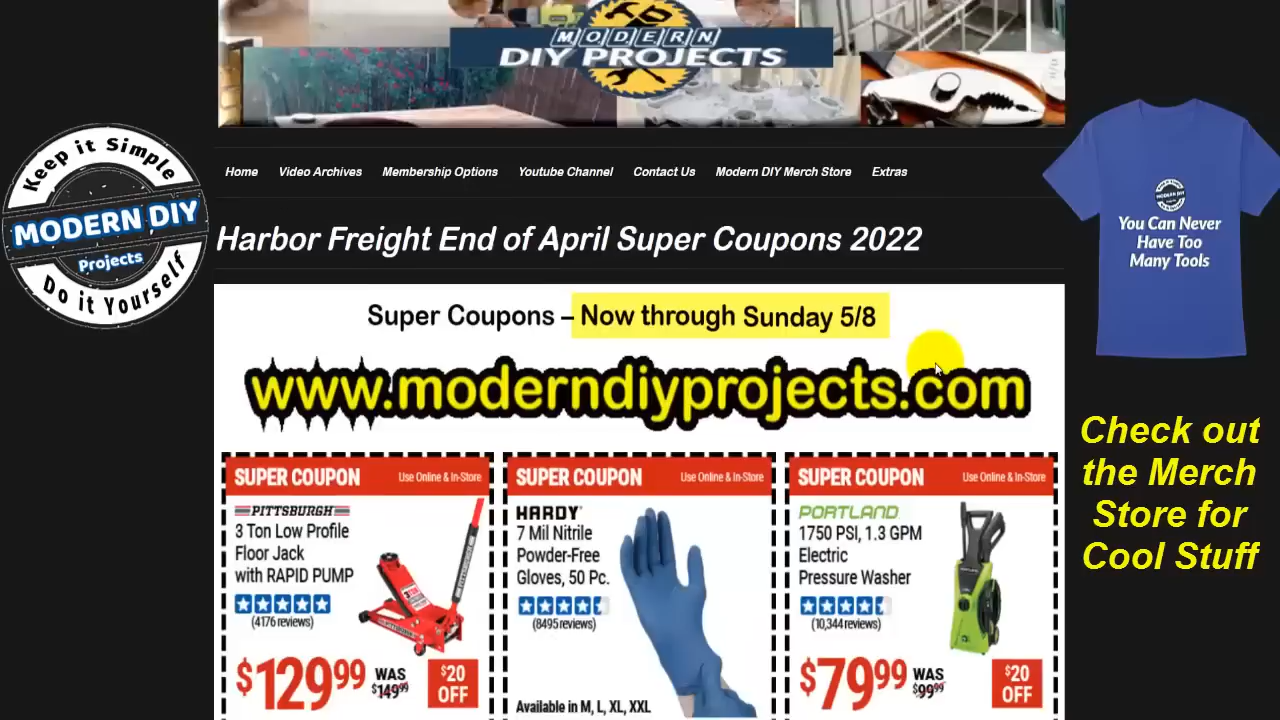 MODERN
DIY PROJECTS
Home
Video Archives
Membership Options
Youtube Channel
Contact Us
Modern DIY Merch Store
Extras
Keep it Simple
MODERN DIY
Projects
Do it Yourself
Harbor Freight End of April Super Coupons 2022
MODERN DIY
You Can Never
Have Too
Many Tools
Super Coupons – Now through Sunday 5/8
www.moderndiyprojects.com
Check out
the Merch
Store for
Cool Stuff
SUPER COUPON
Use Online & In-Store
PITTSBURGH
3 Ton Low Profile
Floor Jack
with RAPID PUMP
(4176 reviews)
$129.99
WAS
$149.99
$20
OFF
SUPER COUPON
Use Online & In-Store
HARDY
7 Mil Nitrile
Powder-Free
Gloves, 50 Pc.
(8495 reviews)
Available in M, L, XL, XXL
SUPER COUPON
Use Online & In-Store
PORTLAND
1750 PSI, 1.3 GPM
Electric
Pressure Washer
(10,344 reviews)
$79.99
WAS
$99.99
$20
OFF